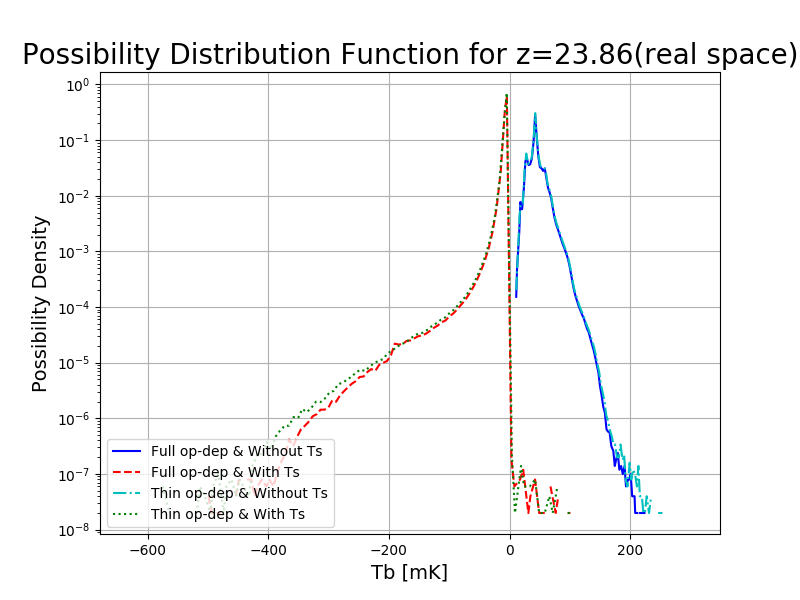 Possibility Distribution Function for z=23.86(real space)
Possibility Density
10⁰
10⁻¹
10⁻²
10⁻³
10⁻⁴
10⁻⁵
10⁻⁶
10⁻⁷
10⁻⁸
Full op-dep & Without Ts
Full op-dep & With Ts
Thin op-dep & Without Ts
Thin op-dep & With Ts
−600 −400 −200 0 200
Tb [mK]